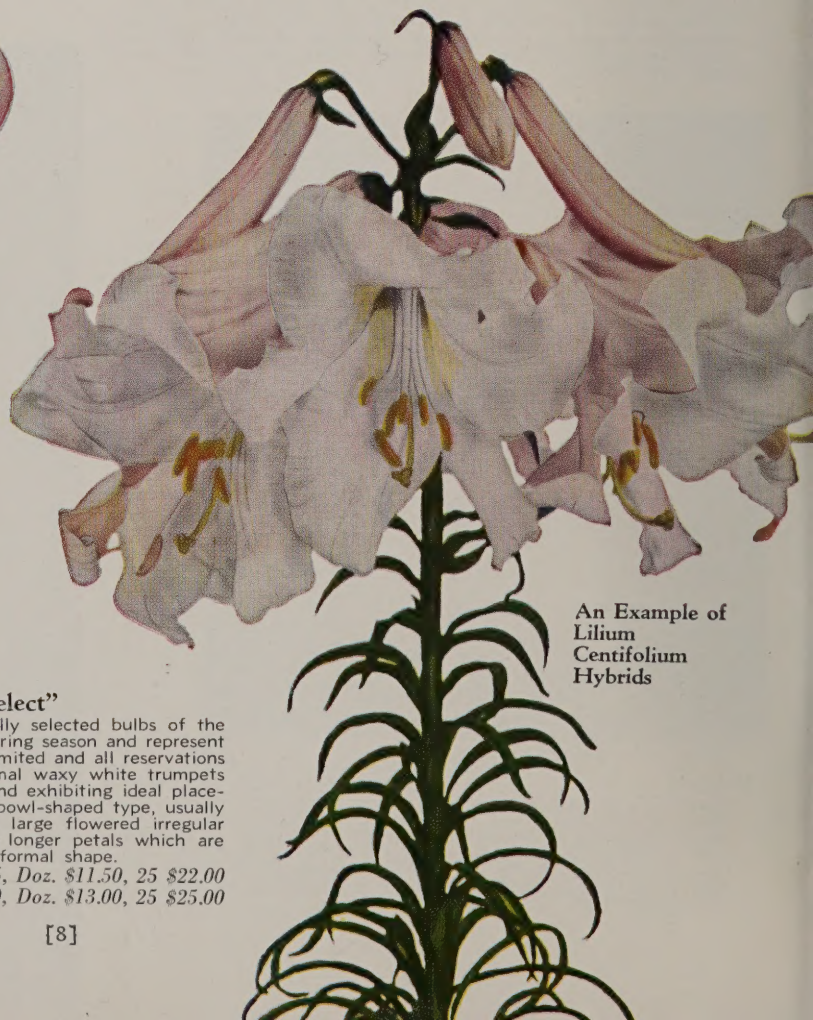 An Example of
Lilium
Centifolium
Hybrids
elect”
lly selected bulbs of the
ring season and represent
mited and all reservations
nal waxy white trumpets
nd exhibiting ideal place-
bowl-shaped type, usually
large flowered irregular
longer petals which are
formal shape.
, Doz. $11.50, 25 $22.00
, Doz. $13.00, 25 $25.00
[8]